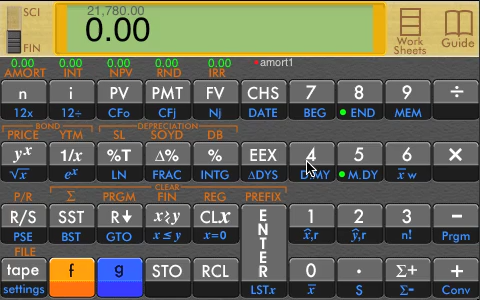 SCI 21,780.00
0.00
FIN Work Sheets Guide
0.00 0.00 0.00 0.00 0.00 amort1
AMORT INT NPV RND IRR
n i PV PMT FV CHS 7 8 9 ÷
12x 12÷ CFo CFj Nj DATE BEG END MEM
BOND DEPRECIATION
PRICE YTM SL SOYD DB
yx 1/x %T Δ% % EEX 4 5 6 ×
√x ex LN FRAC INTG ΔDYS D.MY M.DY x̄ w
CLEAR
P/R Σ PRGM FIN REG PREFIX
R/S SST R↓ x≷y CLx ENTER 1 2 3 −
PSE BST GTO x≤y x=0 x̂,r ŷ,r n! Prgm
FILE
tape f g STO RCL 0 . Σ+ +
settings LSTx x̄ S Σ- Conv